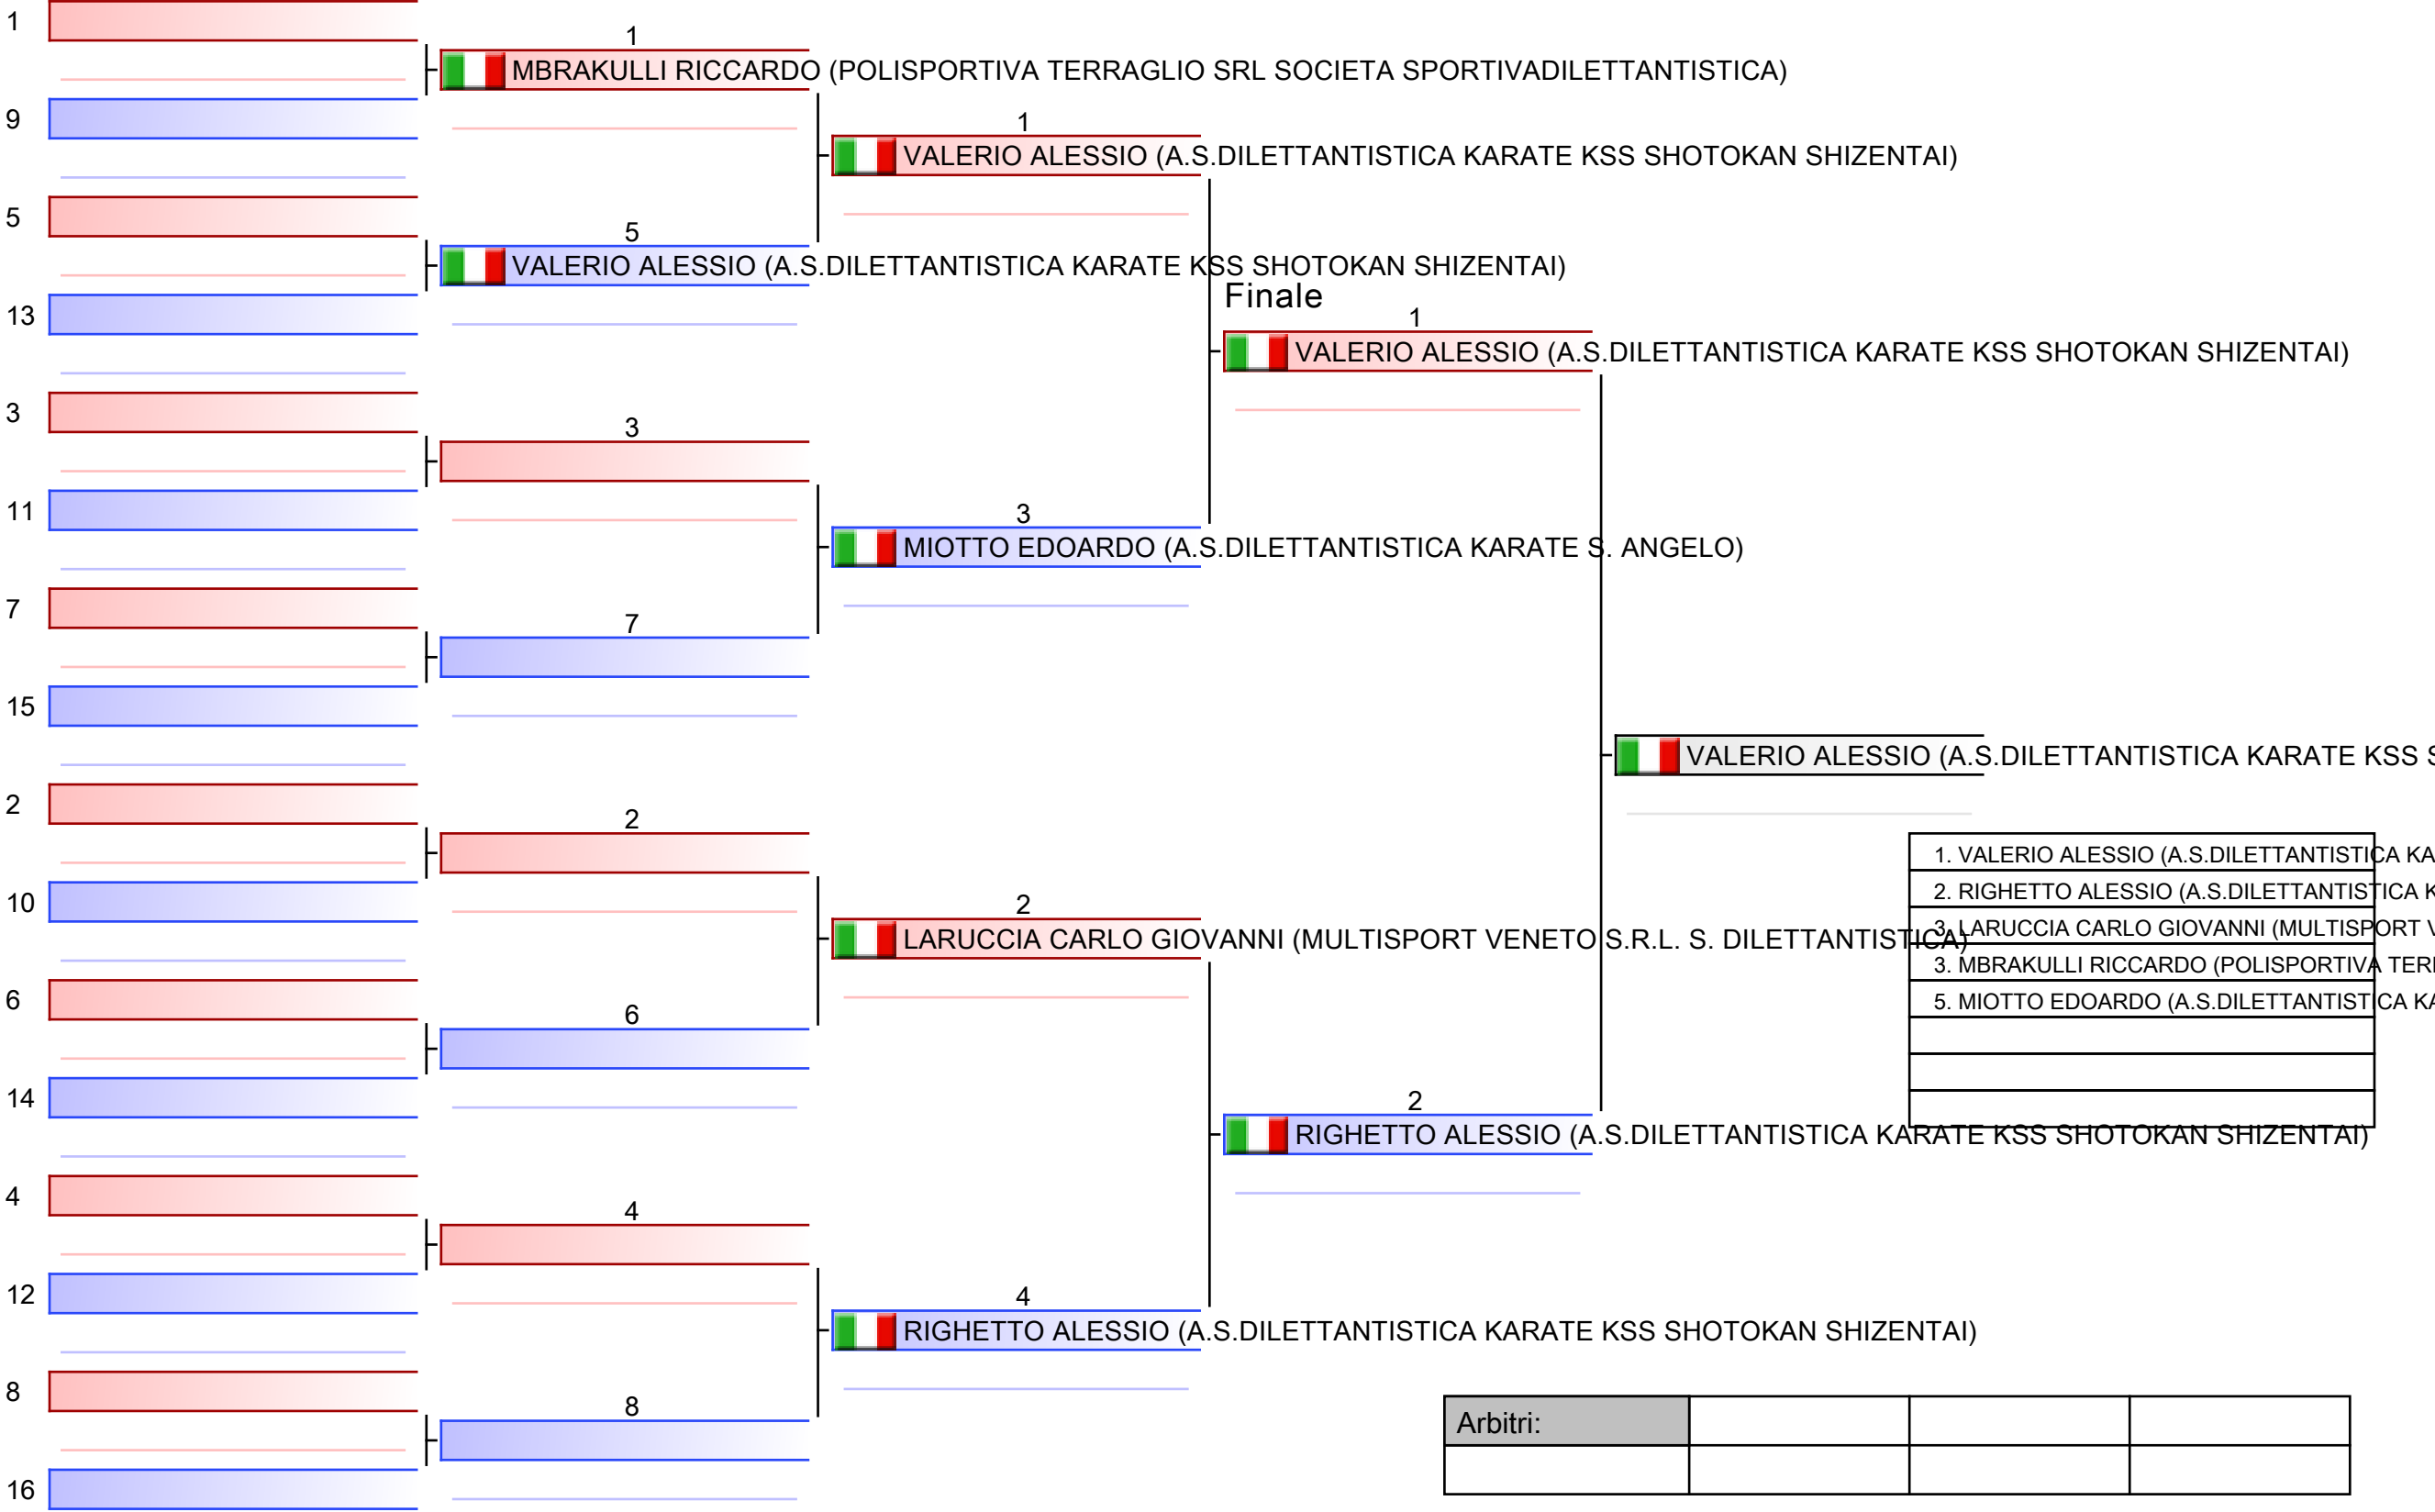 1
1
MBRAKULLI RICCARDO (POLISPORTIVA TERRAGLIO SRL SOCIETA SPORTIVADILETTANTISTICA)
9
1
VALERIO ALESSIO (A.S.DILETTANTISTICA KARATE KSS SHOTOKAN SHIZENTAI)
5
5
VALERIO ALESSIO (A.S.DILETTANTISTICA KARATE KSS SHOTOKAN SHIZENTAI)
Finale
13
1
VALERIO ALESSIO (A.S.DILETTANTISTICA KARATE KSS SHOTOKAN SHIZENTAI)
3
3
11
3
MIOTTO EDOARDO (A.S.DILETTANTISTICA KARATE S. ANGELO)
7
7
15
VALERIO ALESSIO (A.S.DILETTANTISTICA KARATE KSS S
2
2
1. VALERIO ALESSIO (A.S.DILETTANTISTICA KA
10
2. RIGHETTO ALESSIO (A.S.DILETTANTISTICA K
2
LARUCCIA CARLO GIOVANNI (MULTISPORT VENETO S.R.L. S. DILETTANTISTICA)
3. LARUCCIA CARLO GIOVANNI (MULTISPORT V
3. MBRAKULLI RICCARDO (POLISPORTIVA TER
6
6
5. MIOTTO EDOARDO (A.S.DILETTANTISTICA KA
14
2
RIGHETTO ALESSIO (A.S.DILETTANTISTICA KARATE KSS SHOTOKAN SHIZENTAI)
4
4
12
4
RIGHETTO ALESSIO (A.S.DILETTANTISTICA KARATE KSS SHOTOKAN SHIZENTAI)
8
8
Arbitri:
16